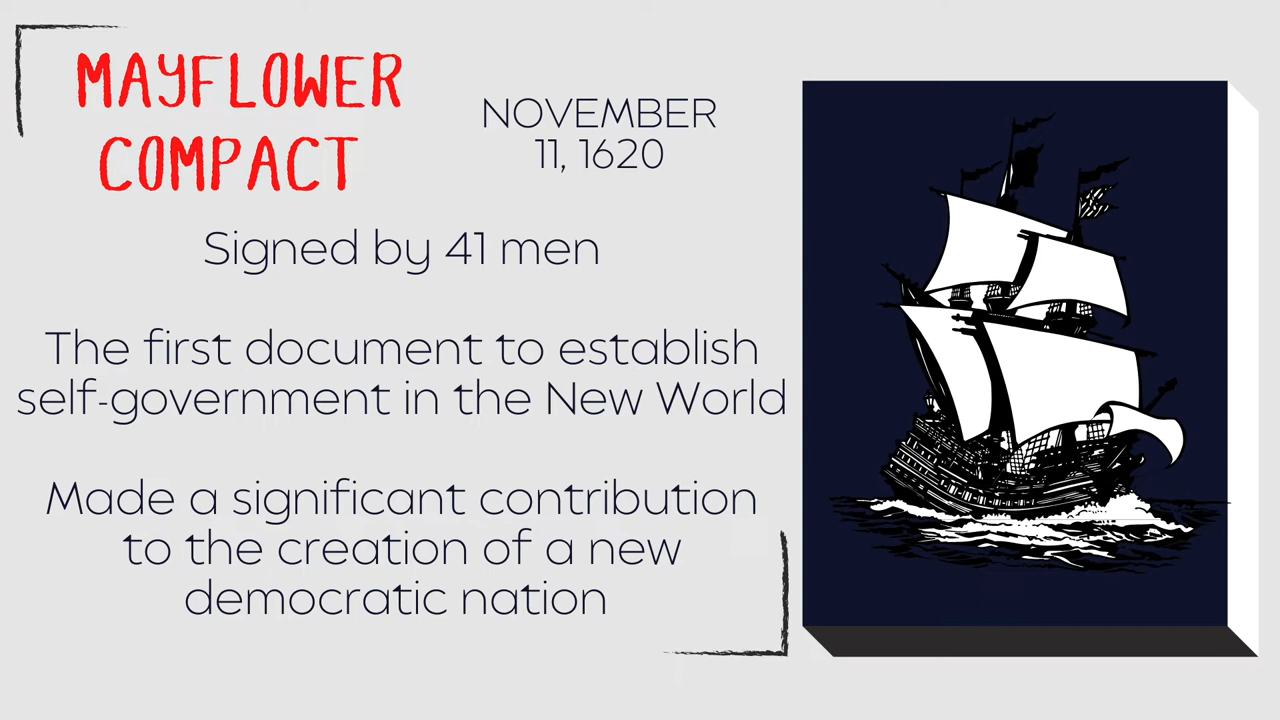 MAYFLOWER
COMPACT
NOVEMBER
11, 1620
Signed by 41 men
The first document to establish
self-government in the New World
Made a significant contribution
to the creation of a new
democratic nation